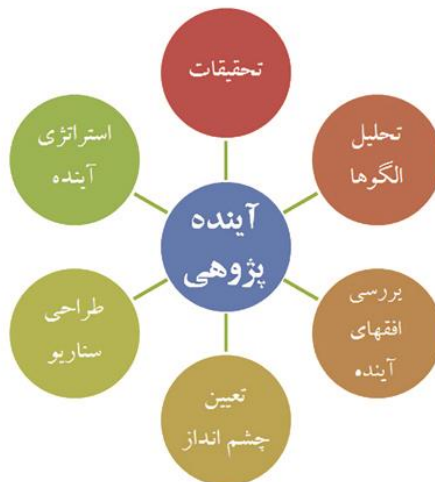 تحقیقات
تحلیل
الگوها
بررسی
افقهای
آینده
تعیین
چشم انداز
طراحی
سناریو
استراتژی
آینده
آینده
پژوهی